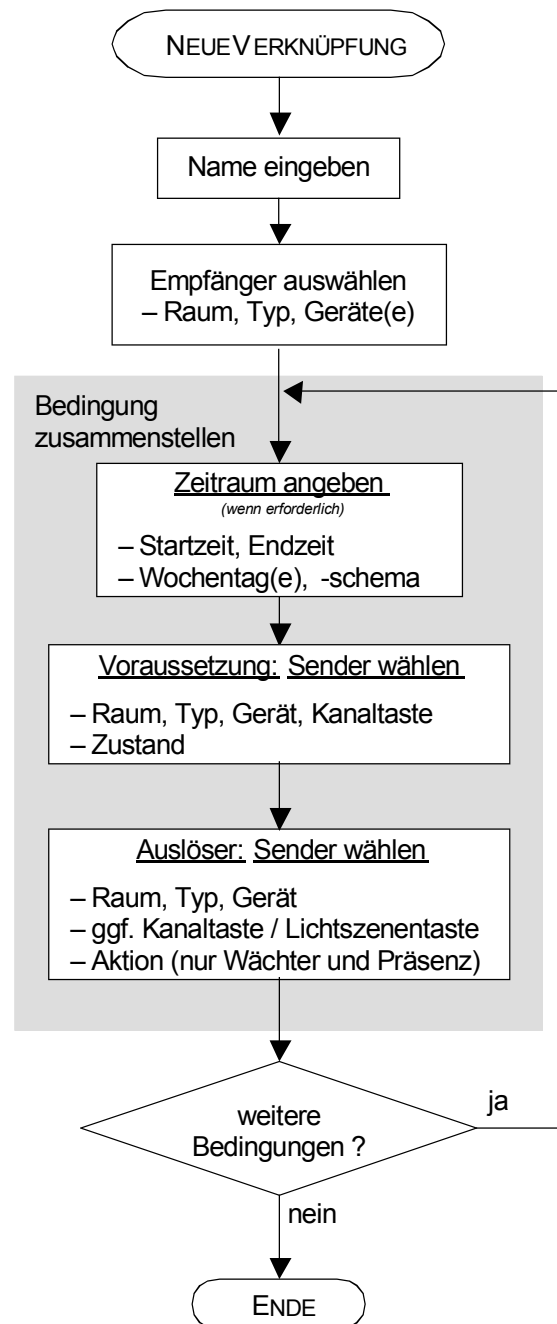 NEUEVERKNÜPFUNG
Name eingeben
Empfänger auswählen
– Raum, Typ, Geräte(e)
Bedingung
zusammenstellen
Zeitraum angeben
(wenn erforderlich)
– Startzeit, Endzeit
– Wochentag(e), -schema
Voraussetzung: Sender wählen
– Raum, Typ, Gerät, Kanaltaste
– Zustand
Auslöser: Sender wählen
– Raum, Typ, Gerät
– ggf. Kanaltaste / Lichtszenentaste
– Aktion (nur Wächter und Präsenz)
weitere
Bedingungen ?
ja
nein
ENDE